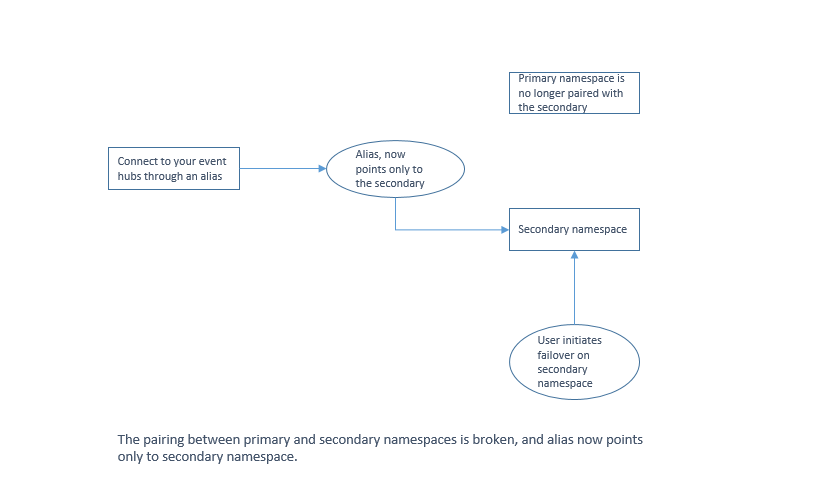 Primary namespace is
no longer paired with
the secondary
Connect to your event
hubs through an alias
Alias, now
points only to
the secondary
Secondary namespace
User initiates
failover on
secondary
namespace
The pairing between primary and secondary namespaces is broken, and alias now points
only to secondary namespace.